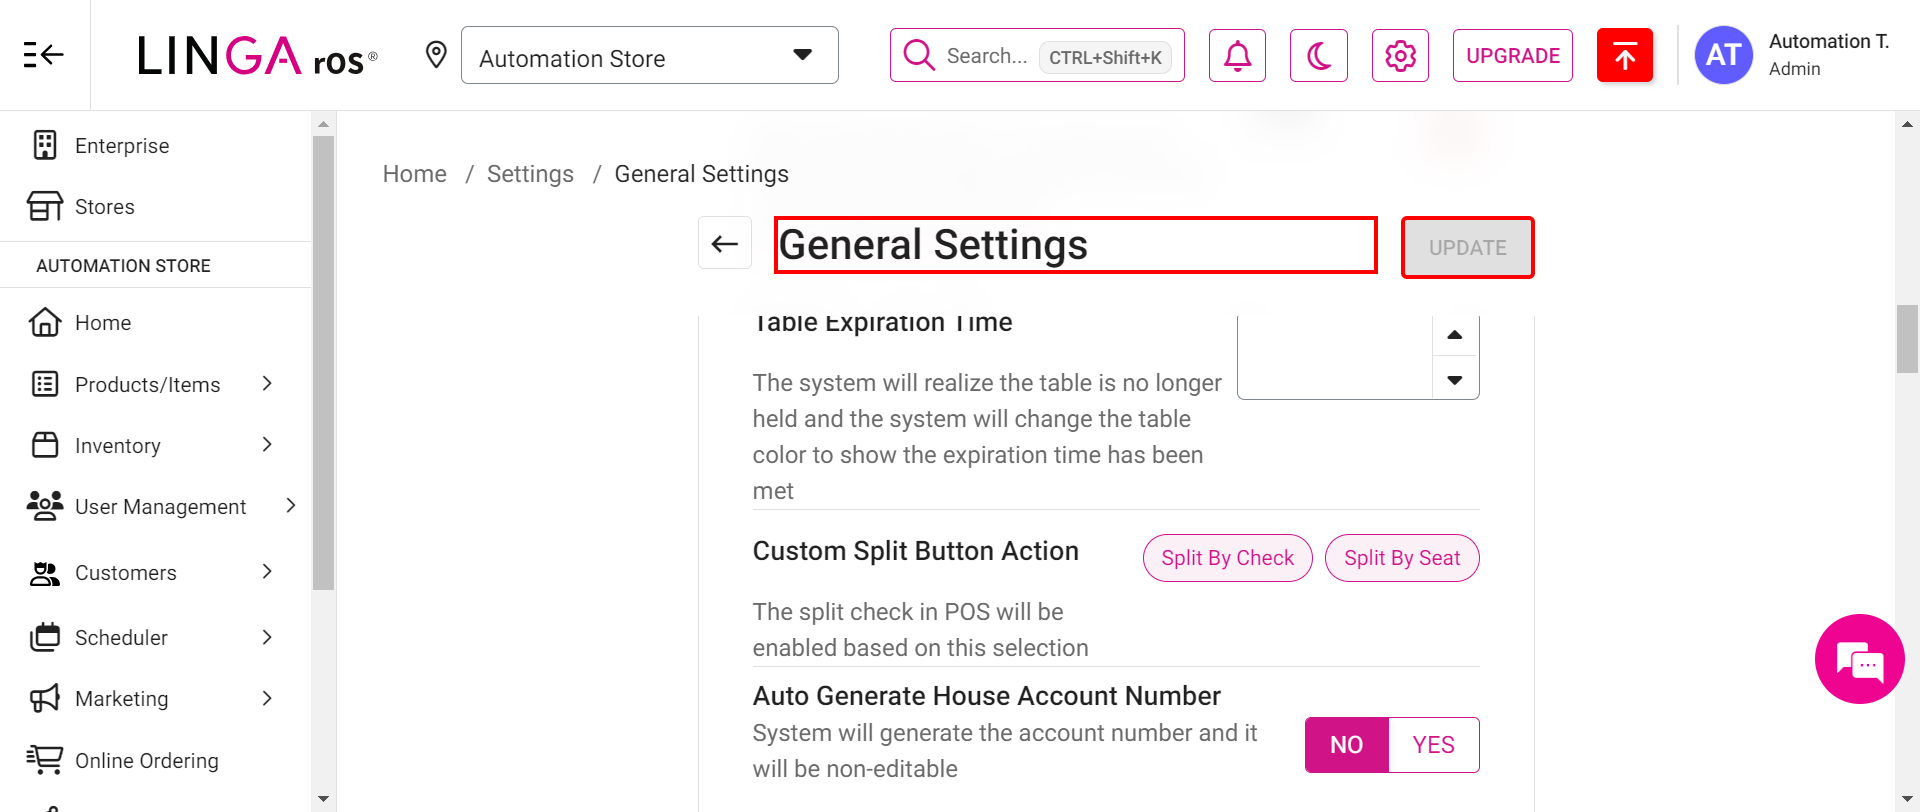 LINGA ros®
Automation Store
Search... CTRL+Shift+K
UPGRADE
AT
Automation T.
Admin
Enterprise
Stores
AUTOMATION STORE
Home
Products/Items
Inventory
User Management
Customers
Scheduler
Marketing
Online Ordering
Home / Settings / General Settings
General Settings
UPDATE
Table Expiration Time
The system will realize the table is no longer
held and the system will change the table
color to show the expiration time has been
met
Custom Split Button Action
Split By Check
Split By Seat
The split check in POS will be
enabled based on this selection
Auto Generate House Account Number
System will generate the account number and it
will be non-editable
NO
YES